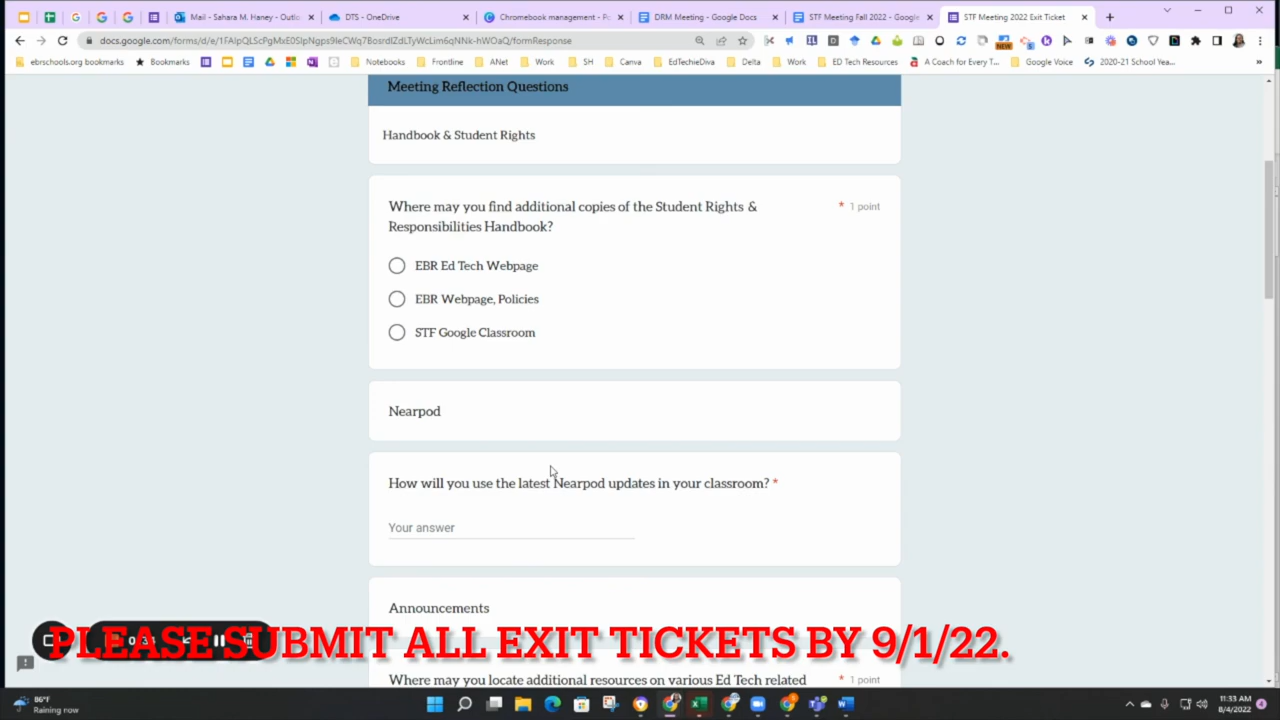 Mail - Sahara M. Haney - Outlo
DTS - OneDrive
Chromebook management - Po
DRM Meeting - Google Docs
STF Meeting Fall 2022 - Google
STF Meeting 2022 Exit Ticket
docs.google.com/forms/d/e/1FAIpQLScPgMxE0SlpNgps9leCWq7BosrdlZdLTyWcLim6qNNk-hWOaQ/formResponse
ebrschools.org bookmarks
Bookmarks
Notebooks
Frontline
ANet
Work
SH
Canva
EdTechieDiva
Delta
Work
ED Tech Resources
A Coach for Every T...
Google Voice
2020-21 School Yea...
Meeting Reflection Questions
Handbook & Student Rights
Where may you find additional copies of the Student Rights &
* 1 point
Responsibilities Handbook?
EBR Ed Tech Webpage
EBR Webpage, Policies
STF Google Classroom
Nearpod
How will you use the latest Nearpod updates in your classroom? *
Your answer
Announcements
PLEASE SUBMIT ALL EXIT TICKETS BY 9/1/22.
Where may you locate additional resources on various Ed Tech related
* 1 point
86°F
Raining now
11:33 AM
8/4/2022